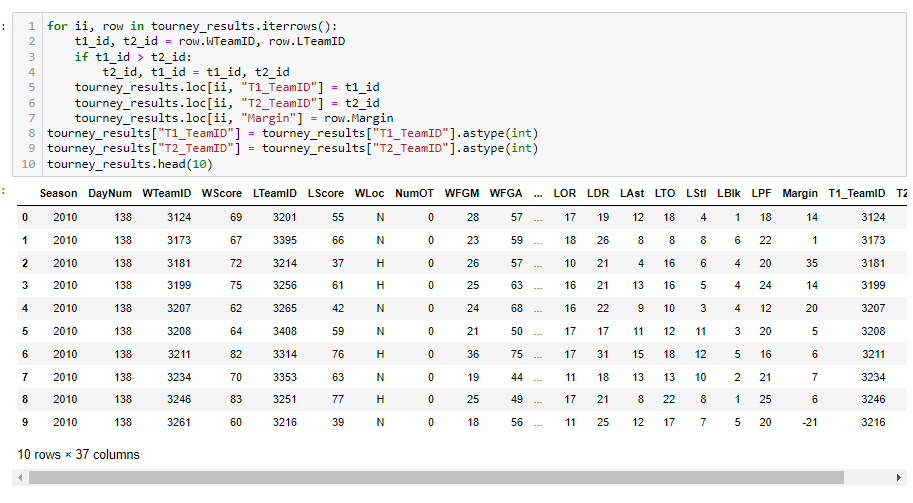 :
1 for ii, row in tourney_results.iterrows():
2 t1_id, t2_id = row.WTeamID, row.LTeamID
3 if t1_id > t2_id:
4 t2_id, t1_id = t1_id, t2_id
5 tourney_results.loc[ii, "T1_TeamID"] = t1_id
6 tourney_results.loc[ii, "T2_TeamID"] = t2_id
7 tourney_results.loc[ii, "Margin"] = row.Margin
8 tourney_results["T1_TeamID"] = tourney_results["T1_TeamID"].astype(int)
9 tourney_results["T2_TeamID"] = tourney_results["T2_TeamID"].astype(int)
10 tourney_results.head(10)
:
Season DayNum WTeamID WScore LTeamID LScore WLoc NumOT WFGM WFGA ... LOR LDR LAst LTO LStl LBlk LPF Margin T1_TeamID T2
0 2010 138 3124 69 3201 55 N 0 28 57 ... 17 19 12 18 4 1 18 14 3124
1 2010 138 3173 67 3395 66 N 0 23 59 ... 18 26 8 8 8 6 22 1 3173
2 2010 138 3181 72 3214 37 H 0 26 57 ... 10 21 4 16 6 4 20 35 3181
3 2010 138 3199 75 3256 61 H 0 25 63 ... 16 21 13 16 5 4 24 14 3199
4 2010 138 3207 62 3265 42 N 0 24 68 ... 16 22 9 10 3 4 12 20 3207
5 2010 138 3208 64 3408 59 N 0 21 50 ... 17 17 11 12 11 3 20 5 3208
6 2010 138 3211 82 3314 76 H 0 36 75 ... 17 31 15 18 12 5 16 6 3211
7 2010 138 3234 70 3353 63 N 0 19 44 ... 11 18 13 13 10 2 21 7 3234
8 2010 138 3246 83 3251 77 H 0 25 49 ... 17 21 8 22 8 1 25 6 3246
9 2010 138 3261 60 3216 39 N 0 18 56 ... 11 25 12 17 7 5 20 -21 3216
10 rows × 37 columns